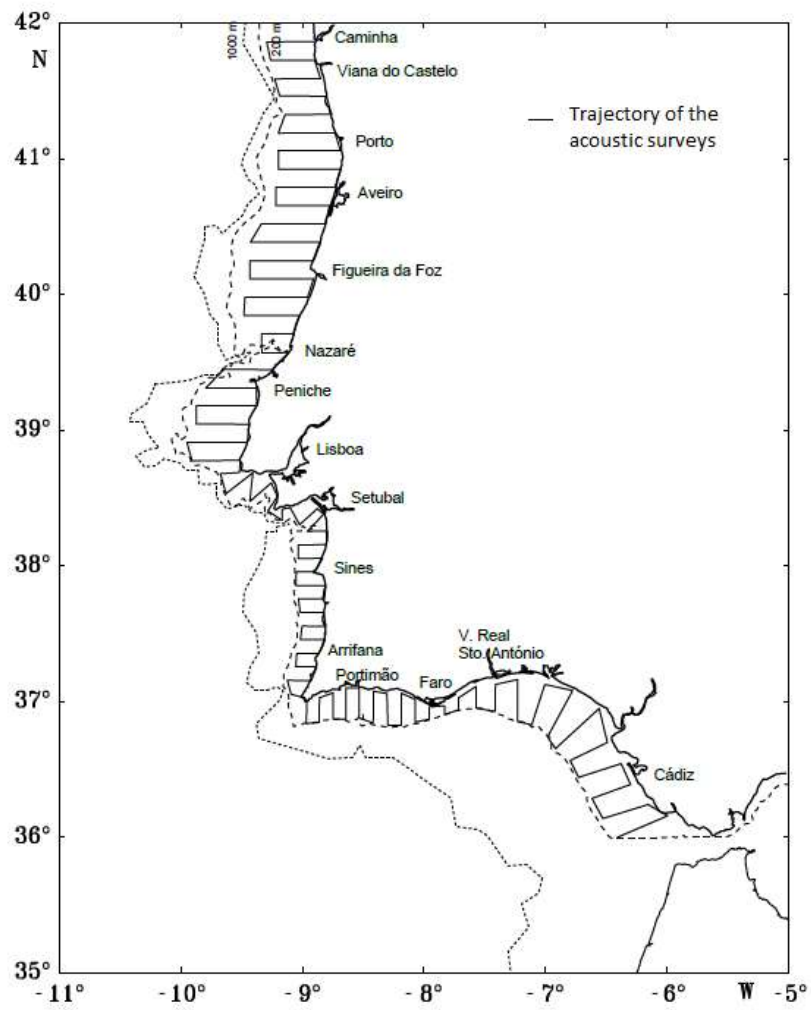 42°
N
1000 m
200 m
Caminha
Viana do Castelo
Trajectory of the
acoustic surveys
Porto
41°
Aveiro
Figueira da Foz
40°
Nazaré
Peniche
39°
Lisboa
Setubal
38°
Sines
Arrifana
V. Real
Sto. António
Portimão
Faro
37°
Cádiz
36°
35°
-11° -10° -9° -8° -7° -6° W -5°